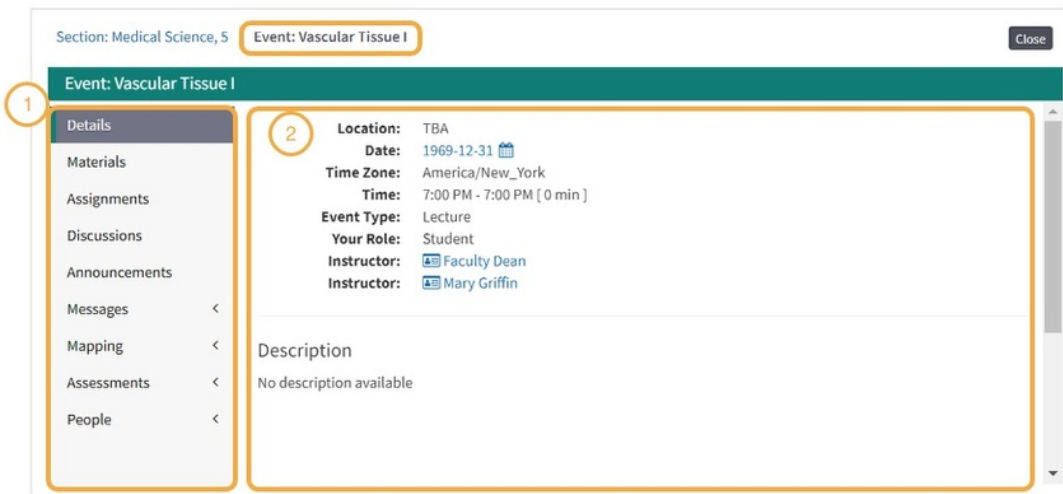 Section: Medical Science, 5 Event: Vascular Tissue I Close
Event: Vascular Tissue I
1
Details
Materials
Assignments
Discussions
Announcements
Messages
Mapping
Assessments
People
2
Location: TBA
Date: 1969-12-31
Time Zone: America/New_York
Time: 7:00 PM - 7:00 PM [ 0 min ]
Event Type: Lecture
Your Role: Student
Instructor: Faculty Dean
Instructor: Mary Griffin
Description
No description available